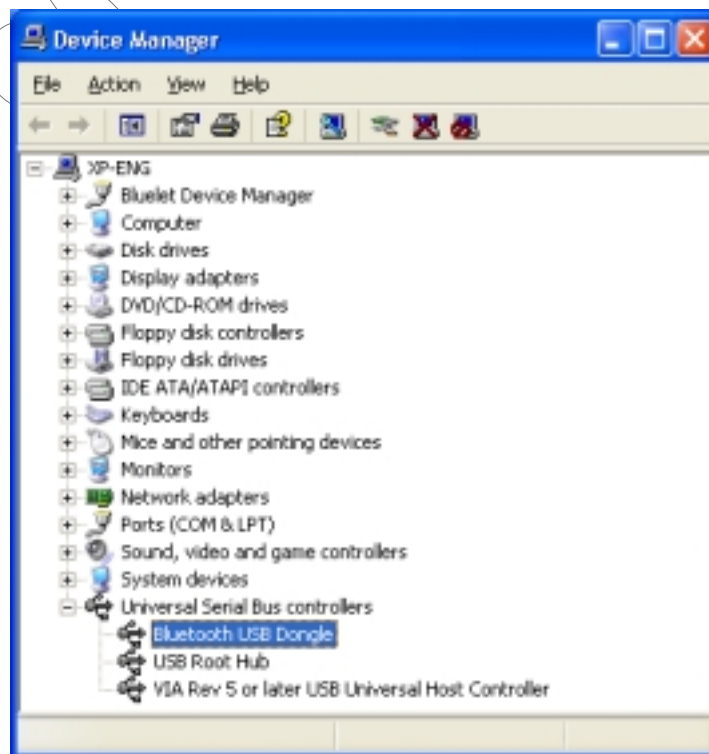 Device Manager
File Action View Help
XP-ENG
Bluelet Device Manager
Computer
Disk drives
Display adapters
DVD/CD-ROM drives
Floppy disk controllers
Floppy disk drives
IDE ATA/ATAPI controllers
Keyboards
Mice and other pointing devices
Monitors
Network adapters
Ports (COM & LPT)
Sound, video and game controllers
System devices
Universal Serial Bus controllers
Bluetooth USB Dongle
USB Root Hub
VIA Rev 5 or later USB Universal Host Controller